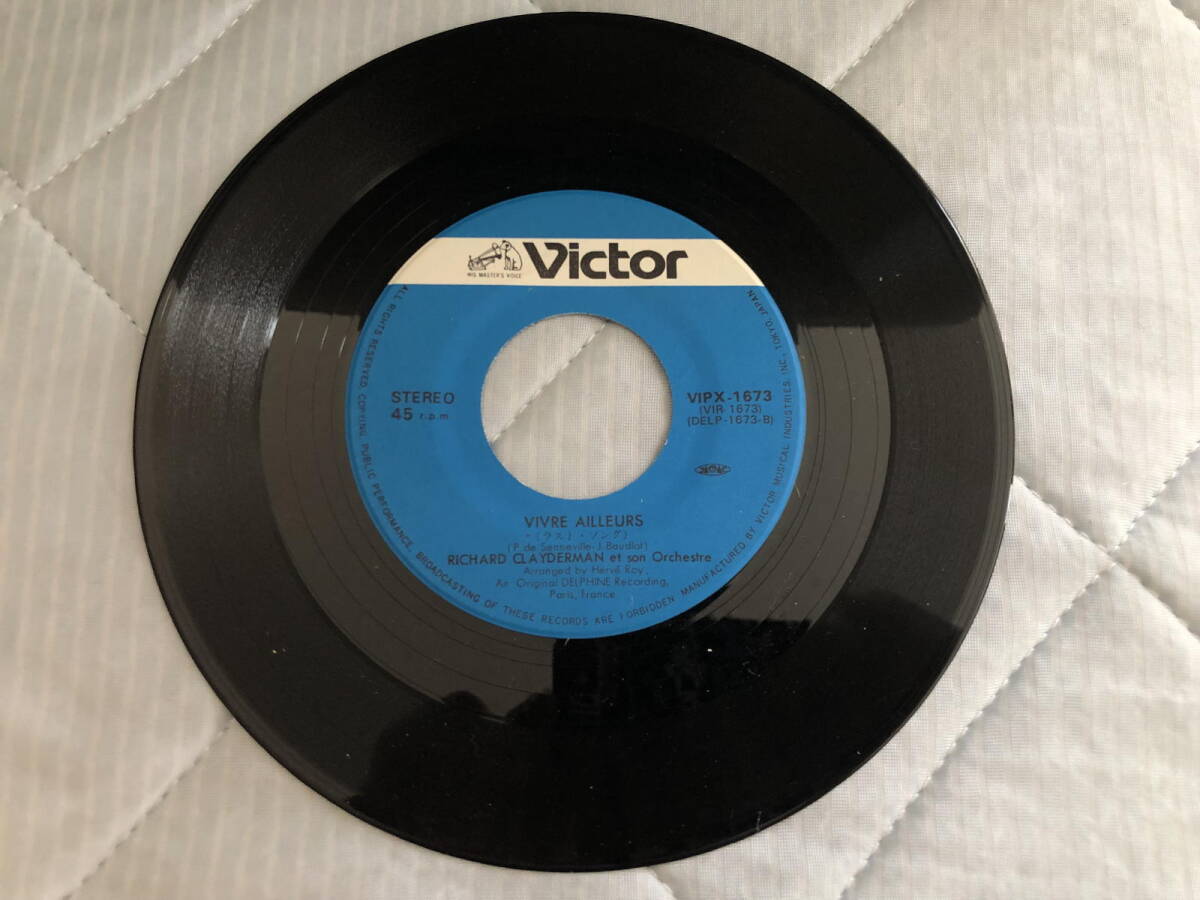 HIS MASTER'S VOICE
Victor
STEREO
45 r.p.m
VIPX-1673
(VIR-1673)
(DELP-1673-B)
VIVRE AILLEURS
(ラスト・ソング)
(P. de Senneville-J. Baudlot)
RICHARD CLAYDERMAN et son Orchestre
Arranged by Hervé Roy
An Original DELPHINE Recording,
Paris, France
ALL RIGHTS RESERVED. COPYING, PUBLIC PERFORMANCE, BROADCASTING OF THESE RECORDS ARE FORBIDDEN MANUFACTURED BY VICTOR MUSICAL INDUSTRIES, INC., TOKYO, JAPAN